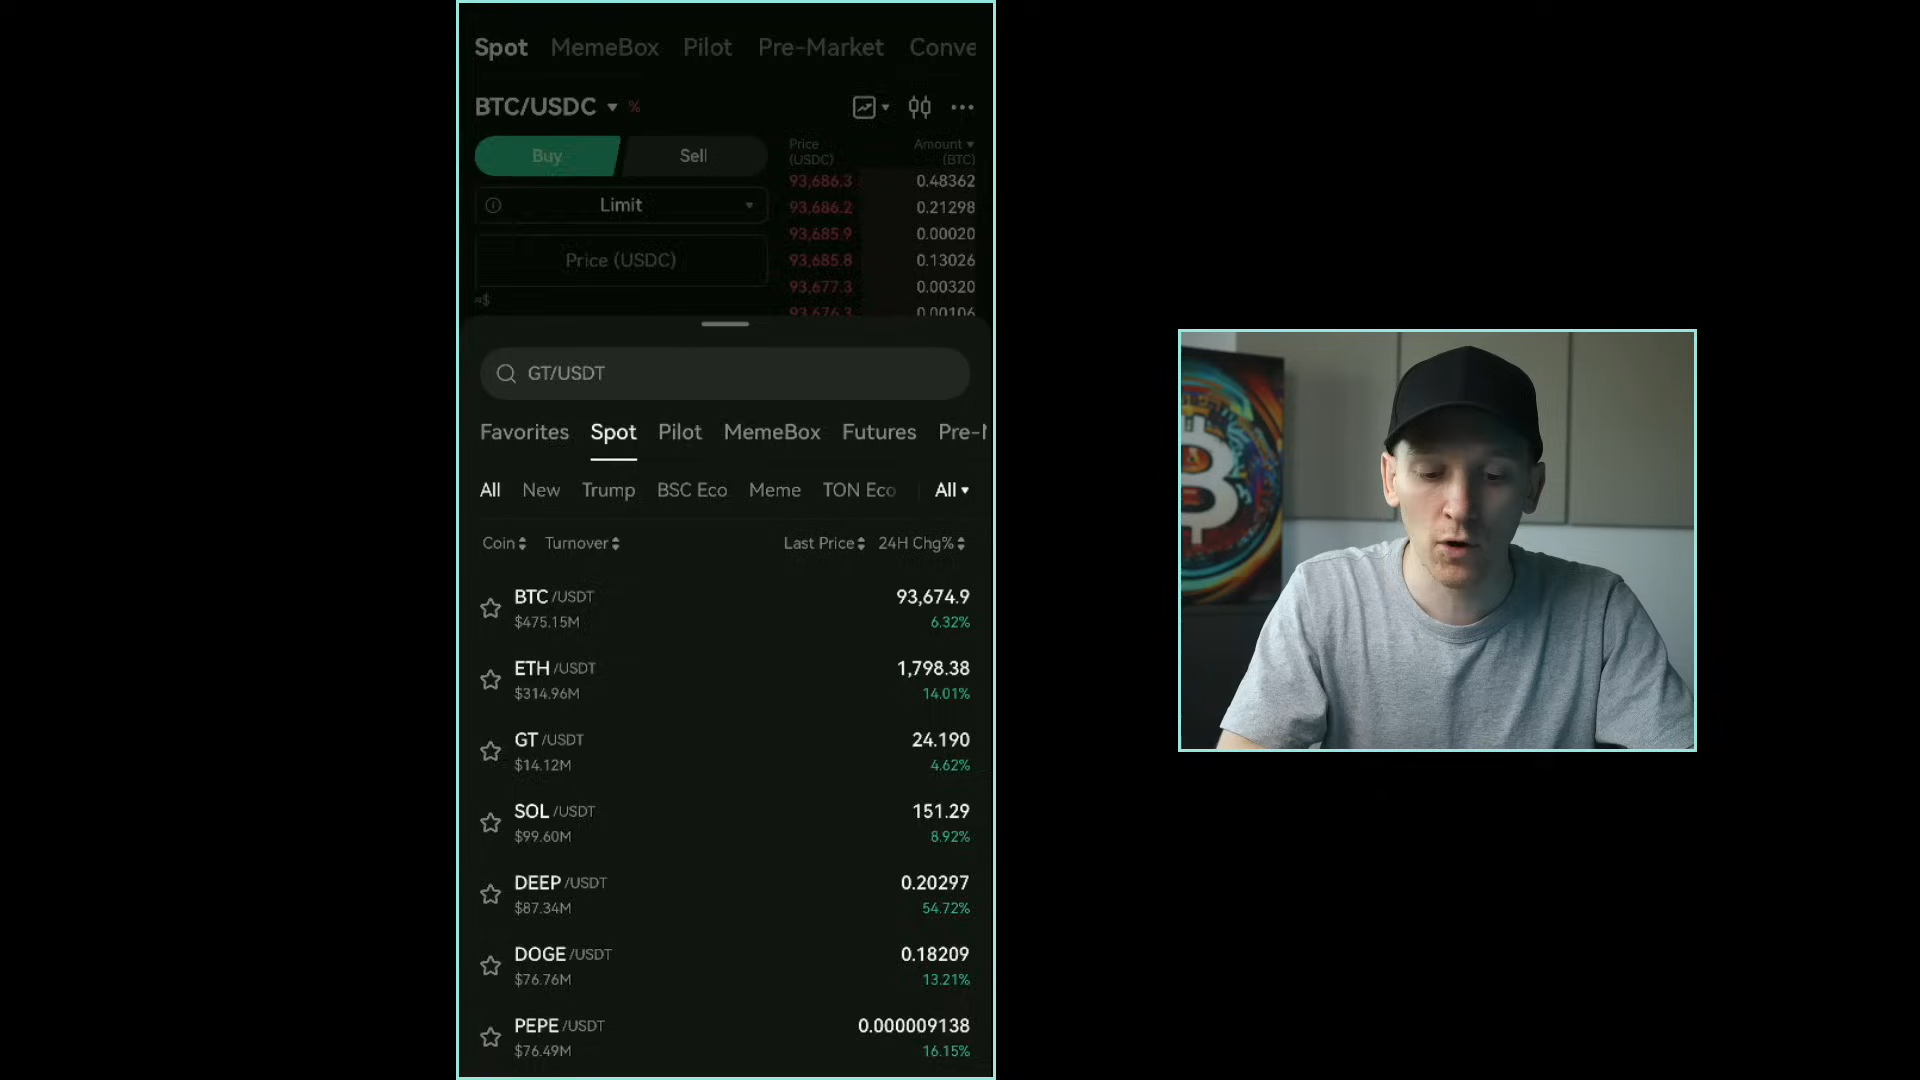 Spot MemeBox Pilot Pre-Market Conve
BTC/USDC %
Buy Sell
Price (USDC) Amount (BTC)
Limit
Price (USDC)
≈$
93,686.3 0.48362
93,686.2 0.21298
93,685.9 0.00020
93,685.8 0.13026
93,677.3 0.00320
93,676.3 0.00106
GT/USDT
Favorites Spot Pilot MemeBox Futures Pre-M
All New Trump BSC Eco Meme TON Eco All
Coin Turnover Last Price 24H Chg%
BTC /USDT 93,674.9
$475.15M 6.32%
ETH /USDT 1,798.38
$314.96M 14.01%
GT /USDT 24.190
$14.12M 4.62%
SOL /USDT 151.29
$99.60M 8.92%
DEEP /USDT 0.20297
$87.34M 54.72%
DOGE /USDT 0.18209
$76.76M 13.21%
PEPE /USDT 0.000009138
$76.49M 16.15%